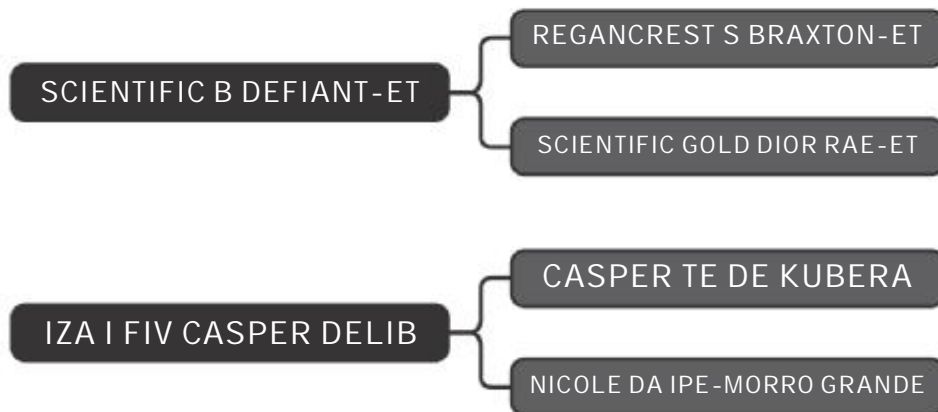 REGANCREST S BRAXTON-ET
SCIENTIFIC B DEFIANT-ET
SCIENTIFIC GOLD DIOR RAE-ET
CASPER TE DE KUBERA
IZA I FIV CASPER DELIB
NICOLE DA IPE-MORRO GRANDE